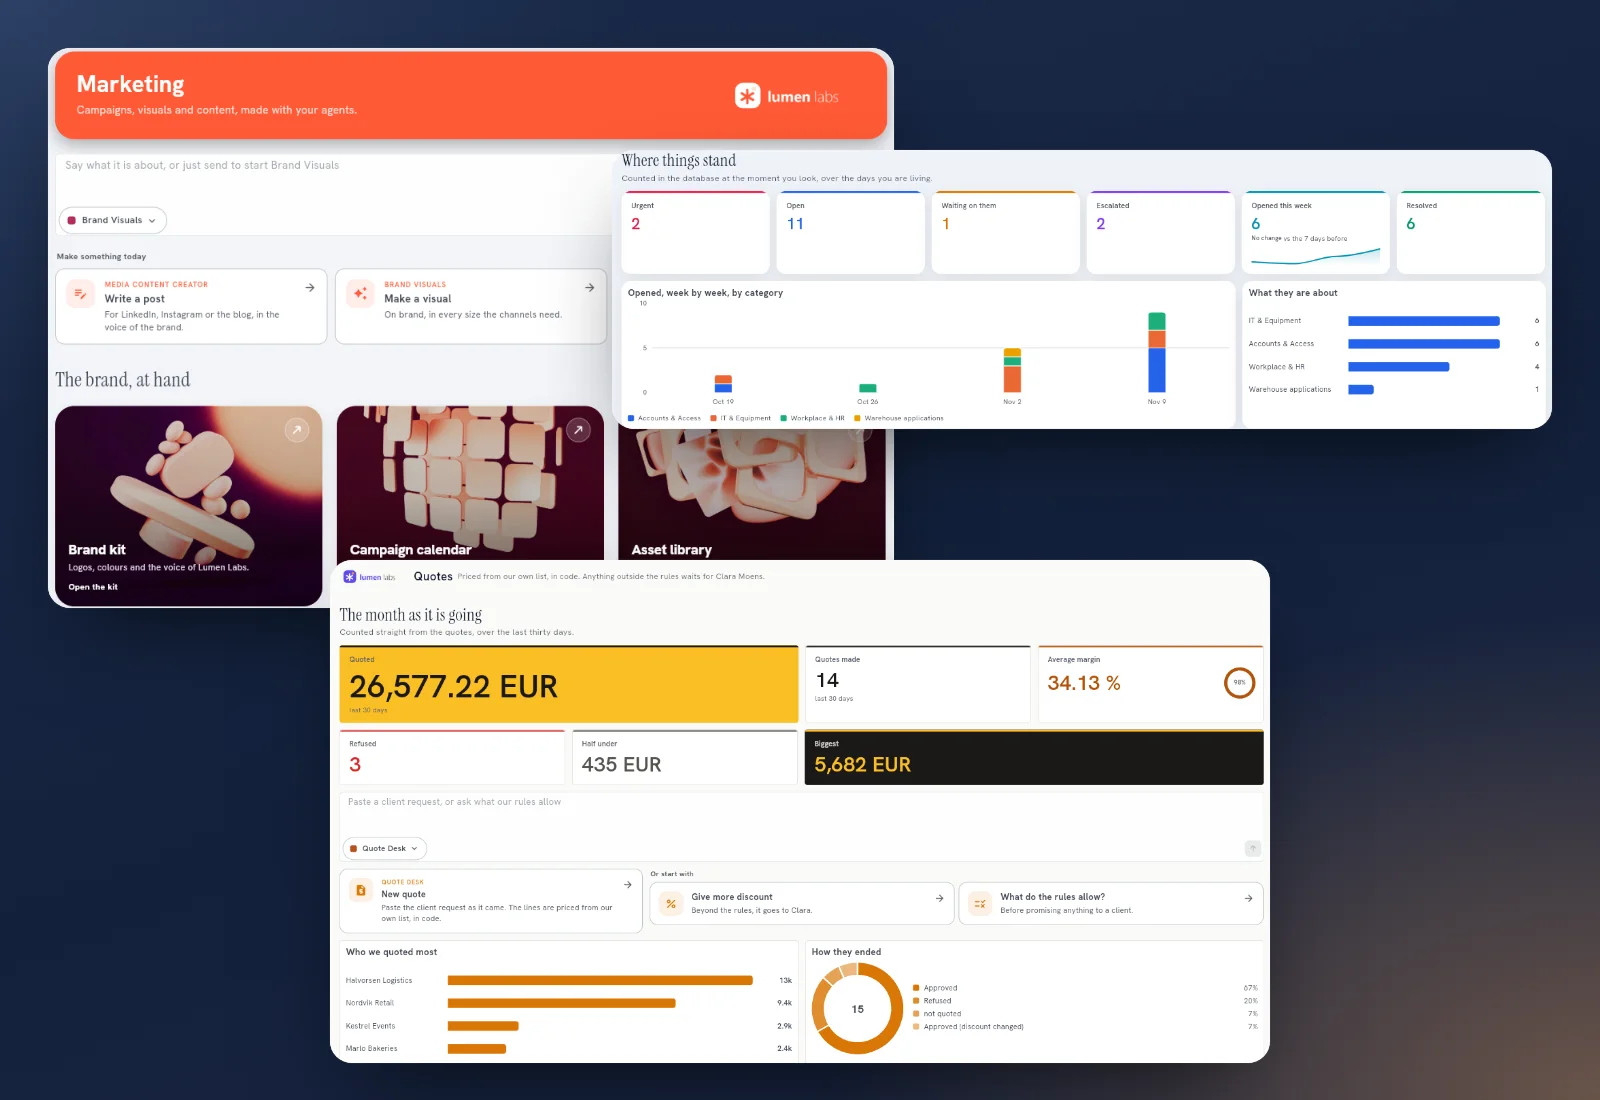 Marketing
Campaigns, visuals and content, made with your agents.
lumen labs
Say what it is about, or just send to start Brand Visuals
Brand Visuals
Make something today
MEDIA CONTENT CREATOR
Write a post
For LinkedIn, Instagram or the blog, in the
voice of the brand.
BRAND VISUALS
Make a visual
On brand, in every size the channels need.
The brand, at hand
Brand kit
Logos, colours and the voice of Lumen Labs.
Open the kit
Campaign calendar
Asset library
Where things stand
Counted in the database at the moment you look, over the days you are living.
Urgent
2
Open
11
Waiting on them
1
Escalated
2
Opened this week
6
No change vs the 7 days before
Resolved
6
Opened, week by week, by category
10
5
0
Oct 19
Oct 26
Nov 2
Nov 9
Accounts & Access
IT & Equipment
Workplace & HR
Warehouse applications
What they are about
IT & Equipment 6
Accounts & Access 6
Workplace & HR 4
Warehouse applications 1
lumen labs
Quotes Priced from our own list, in code. Anything outside the rules waits for Clara Moens.
The month as it is going
Counted straight from the quotes, over the last thirty days.
Quoted
26,577.22 EUR
last 30 days
Quotes made
14
last 30 days
Average margin
34.13 %
98%
Refused
3
Half under
435 EUR
Biggest
5,682 EUR
Paste a client request, or ask what our rules allow
Quote Desk
QUOTE DESK
New quote
Paste the client request as it came. The lines are priced from our
own list, in code.
Or start with
Give more discount
Beyond the rules, it goes to Clara.
What do the rules allow?
Before promising anything to a client.
Who we quoted most
Halvorsen Logistics 13k
Nordvik Retail 9.4k
Kestrel Events 2.9k
Marlo Bakeries 2.4k
How they ended
15
Approved 67%
Refused 20%
not quoted 7%
Approved (discount changed) 7%